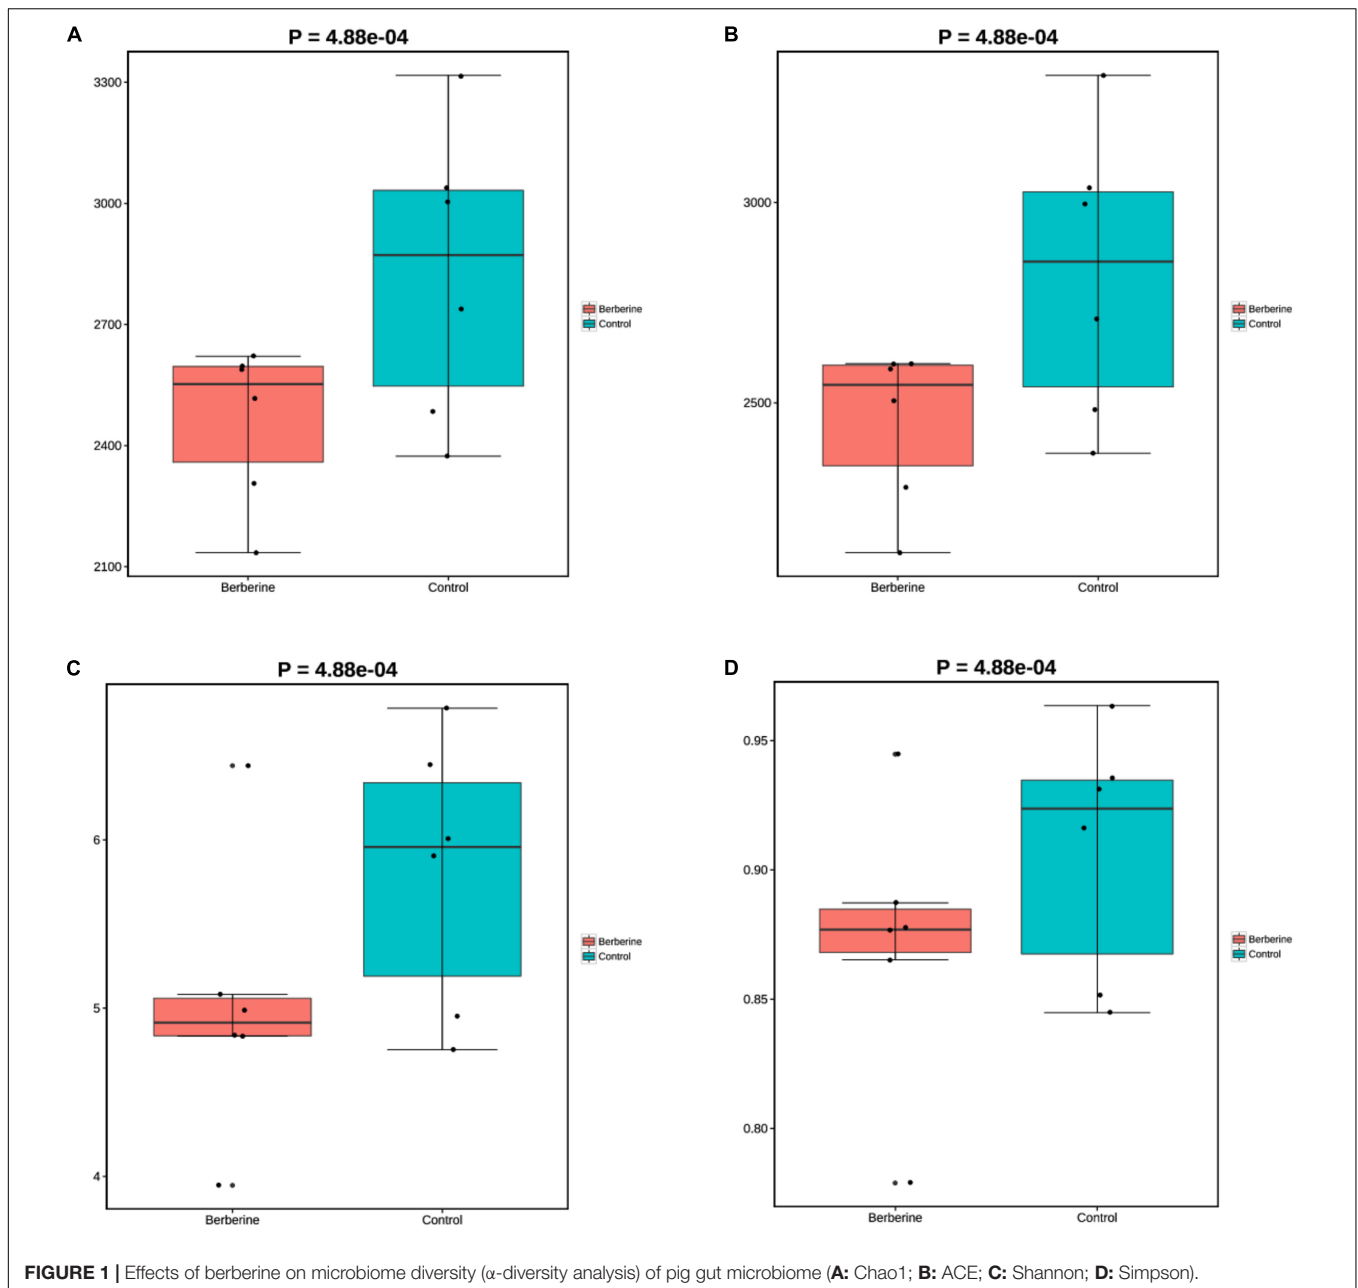 A
P = 4.88e-04
3300
3000
2700
2400
2100
Berberine
Control
Berberine
Control
B
P = 4.88e-04
3000
2500
Berberine
Control
Berberine
Control
C
P = 4.88e-04
6
5
4
Berberine
Control
Berberine
Control
D
P = 4.88e-04
0.95
0.90
0.85
0.80
Berberine
Control
Berberine
Control
FIGURE 1 | Effects of berberine on microbiome diversity (α-diversity analysis) of pig gut microbiome (A: Chao1; B: ACE; C: Shannon; D: Simpson).